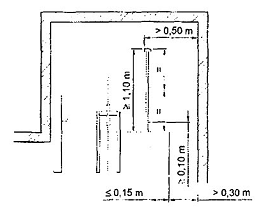 > 0,50 m
≥ 1,10 m
=
=
≥ 0,10 m
≤ 0,15 m
> 0,30 m